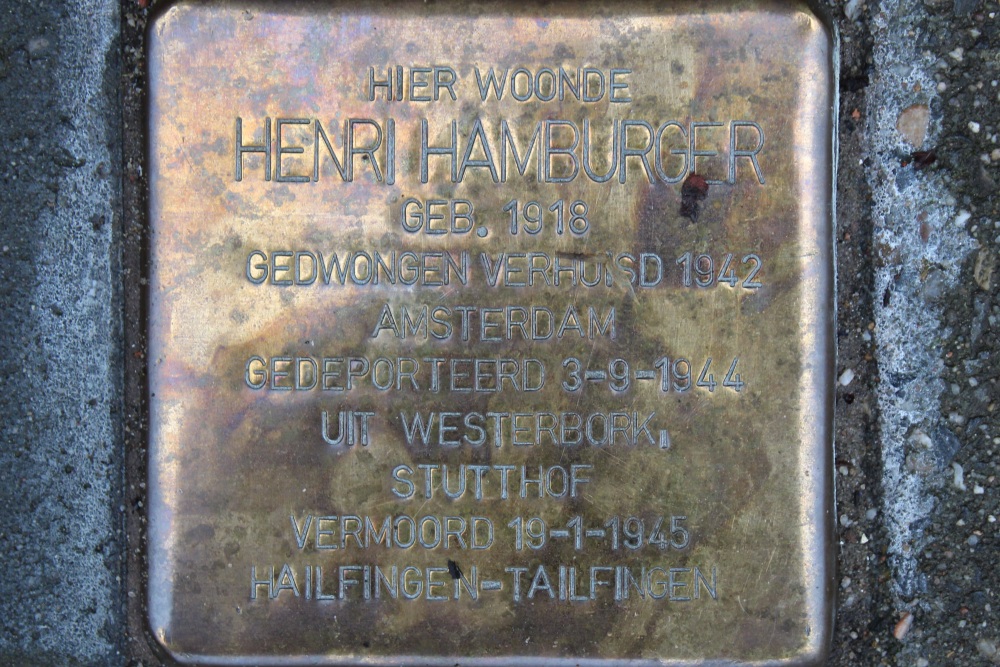 HIER WOONDE
HENRI HAMBURGER
GEB. 1918
GEDWONGEN VERHUISD 1942
AMSTERDAM
GEDEPORTEERD 3-9-1944
UIT WESTERBORK,
STUTTHOF
VERMOORD 19-1-1945
HAILFINGEN-TAILFINGEN